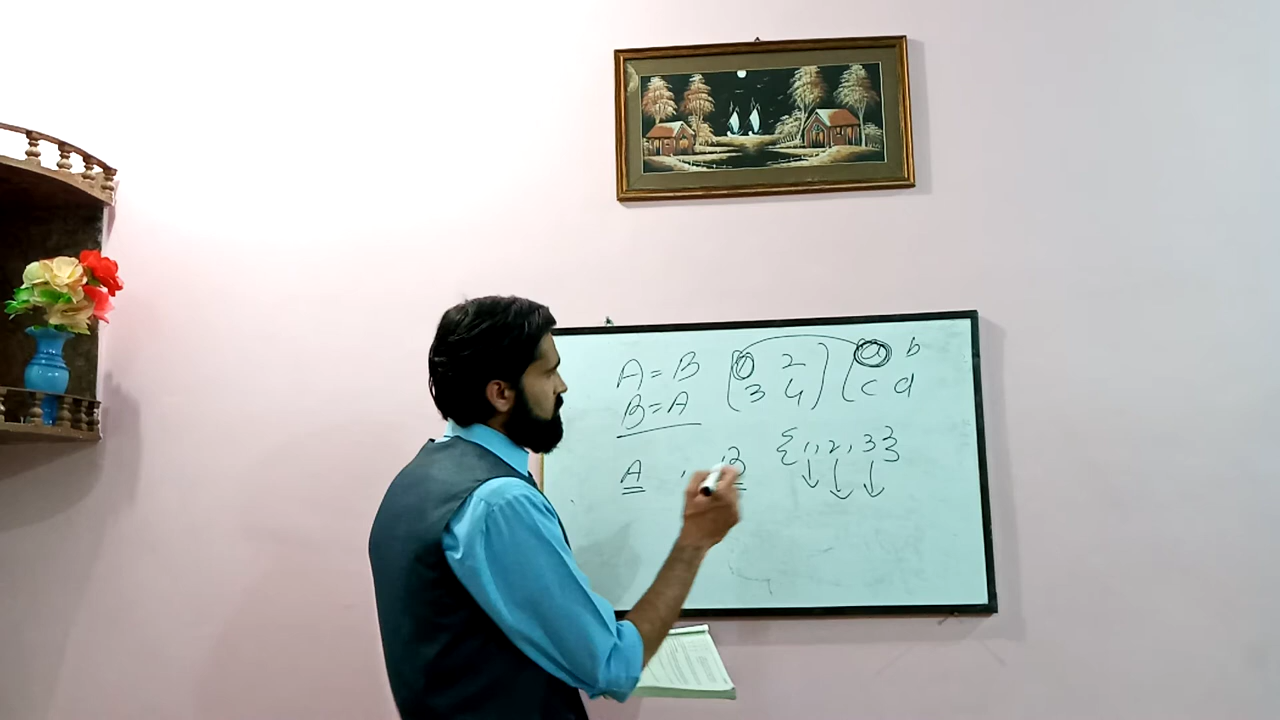 A = B (1 2 3 4) (a b c d
B = A
A , B {1, 2, 3}